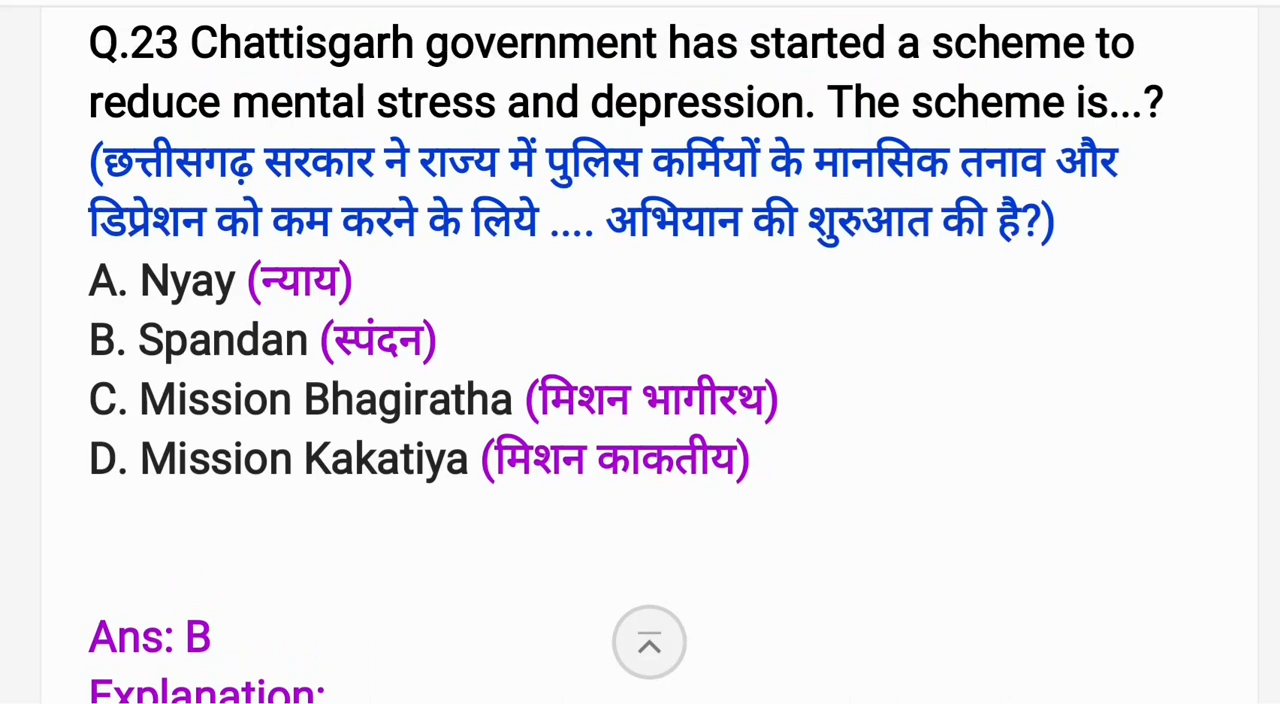 Q.23 Chattisgarh government has started a scheme to
reduce mental stress and depression. The scheme is...?
(छत्तीसगढ़ सरकार ने राज्य में पुलिस कर्मियों के मानसिक तनाव और
डिप्रेशन को कम करने के लिये .... अभियान की शुरुआत की है?)
A. Nyay (न्याय)
B. Spandan (स्पंदन)
C. Mission Bhagiratha (मिशन भागीरथ)
D. Mission Kakatiya (मिशन काकतीय)
Ans: B
Explanation: